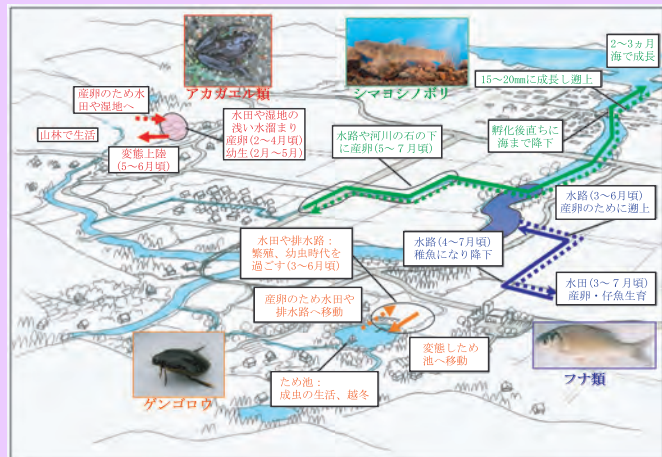 アカガエル類
シマヨシノボリ
2～3ヵ月
海で成長
15～20mmに成長し遡上
産卵のため水
田や湿地へ
山林で生活
変態上陸
(5～6月頃)
水田や湿地の
浅い水溜まり
産卵(2～4月頃)
幼生(2月～5月)
水路や河川の石の下
に産卵(5～7月頃)
孵化後直ちに
海まで降下
水路(3～6月頃)
産卵のために遡上
水路(4～7月頃)
稚魚になり降下
水田(3～7月頃)
産卵・仔魚生育
水田や排水路：
繁殖、幼虫時代を
過ごす(3～6月頃)
産卵のため水田や
排水路へ移動
変態しため
池へ移動
ため池：
成虫の生活、越冬
ゲンゴロウ
フナ類